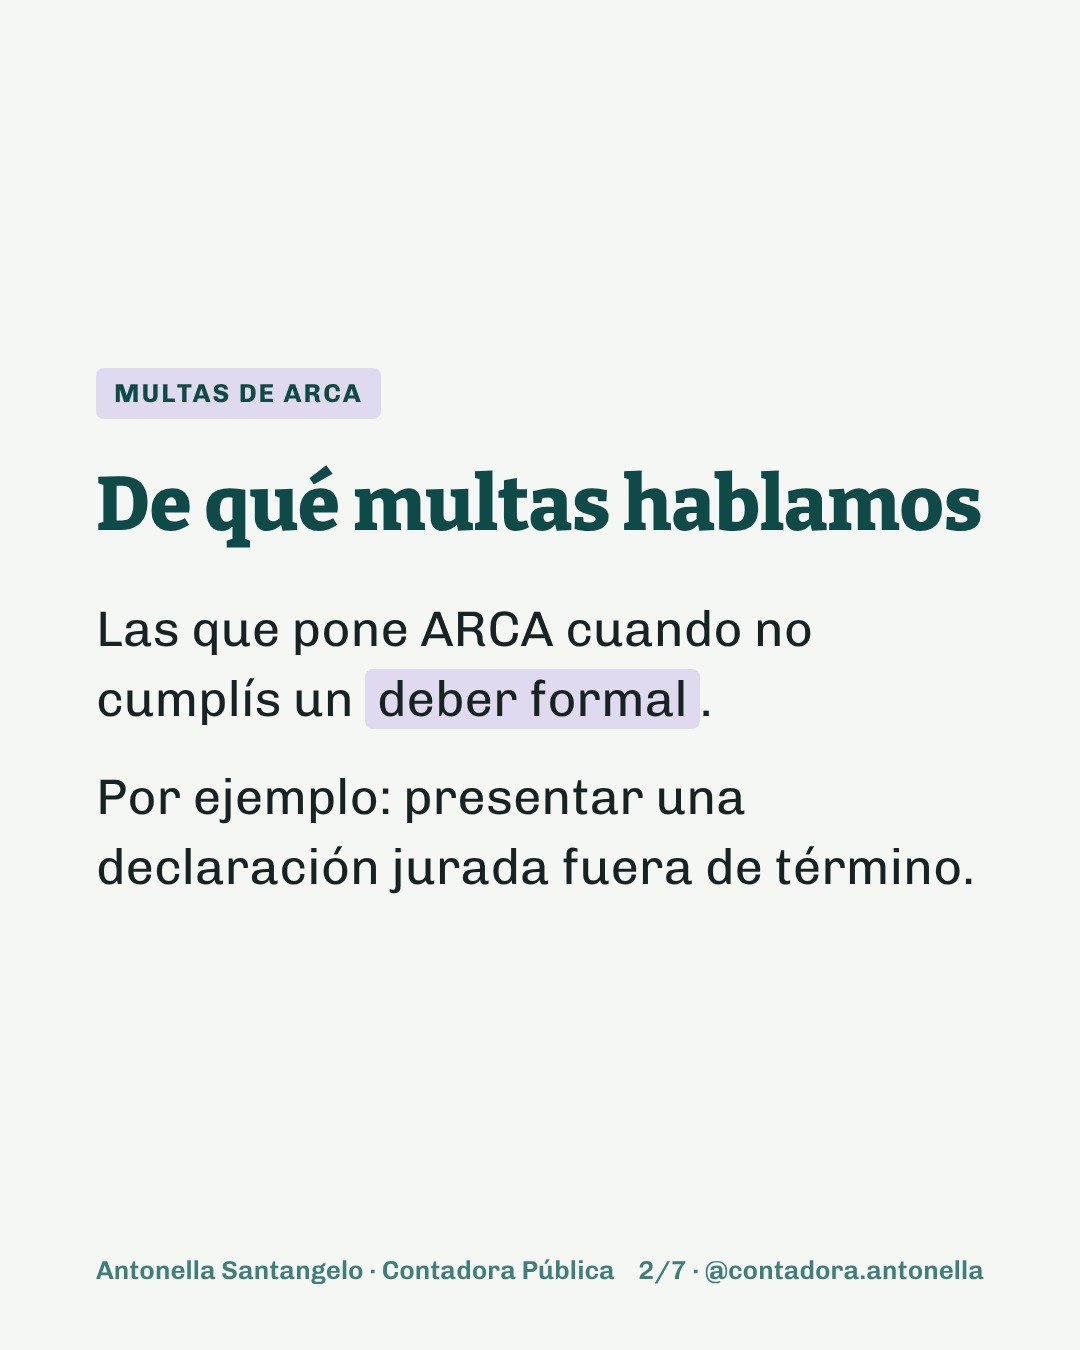 MULTAS DE ARCA
De qué multas hablamos
Las que pone ARCA cuando no
cumplís un deber formal.
Por ejemplo: presentar una
declaración jurada fuera de término.
Antonella Santangelo · Contadora Pública 2/7 · @contadora.antonella